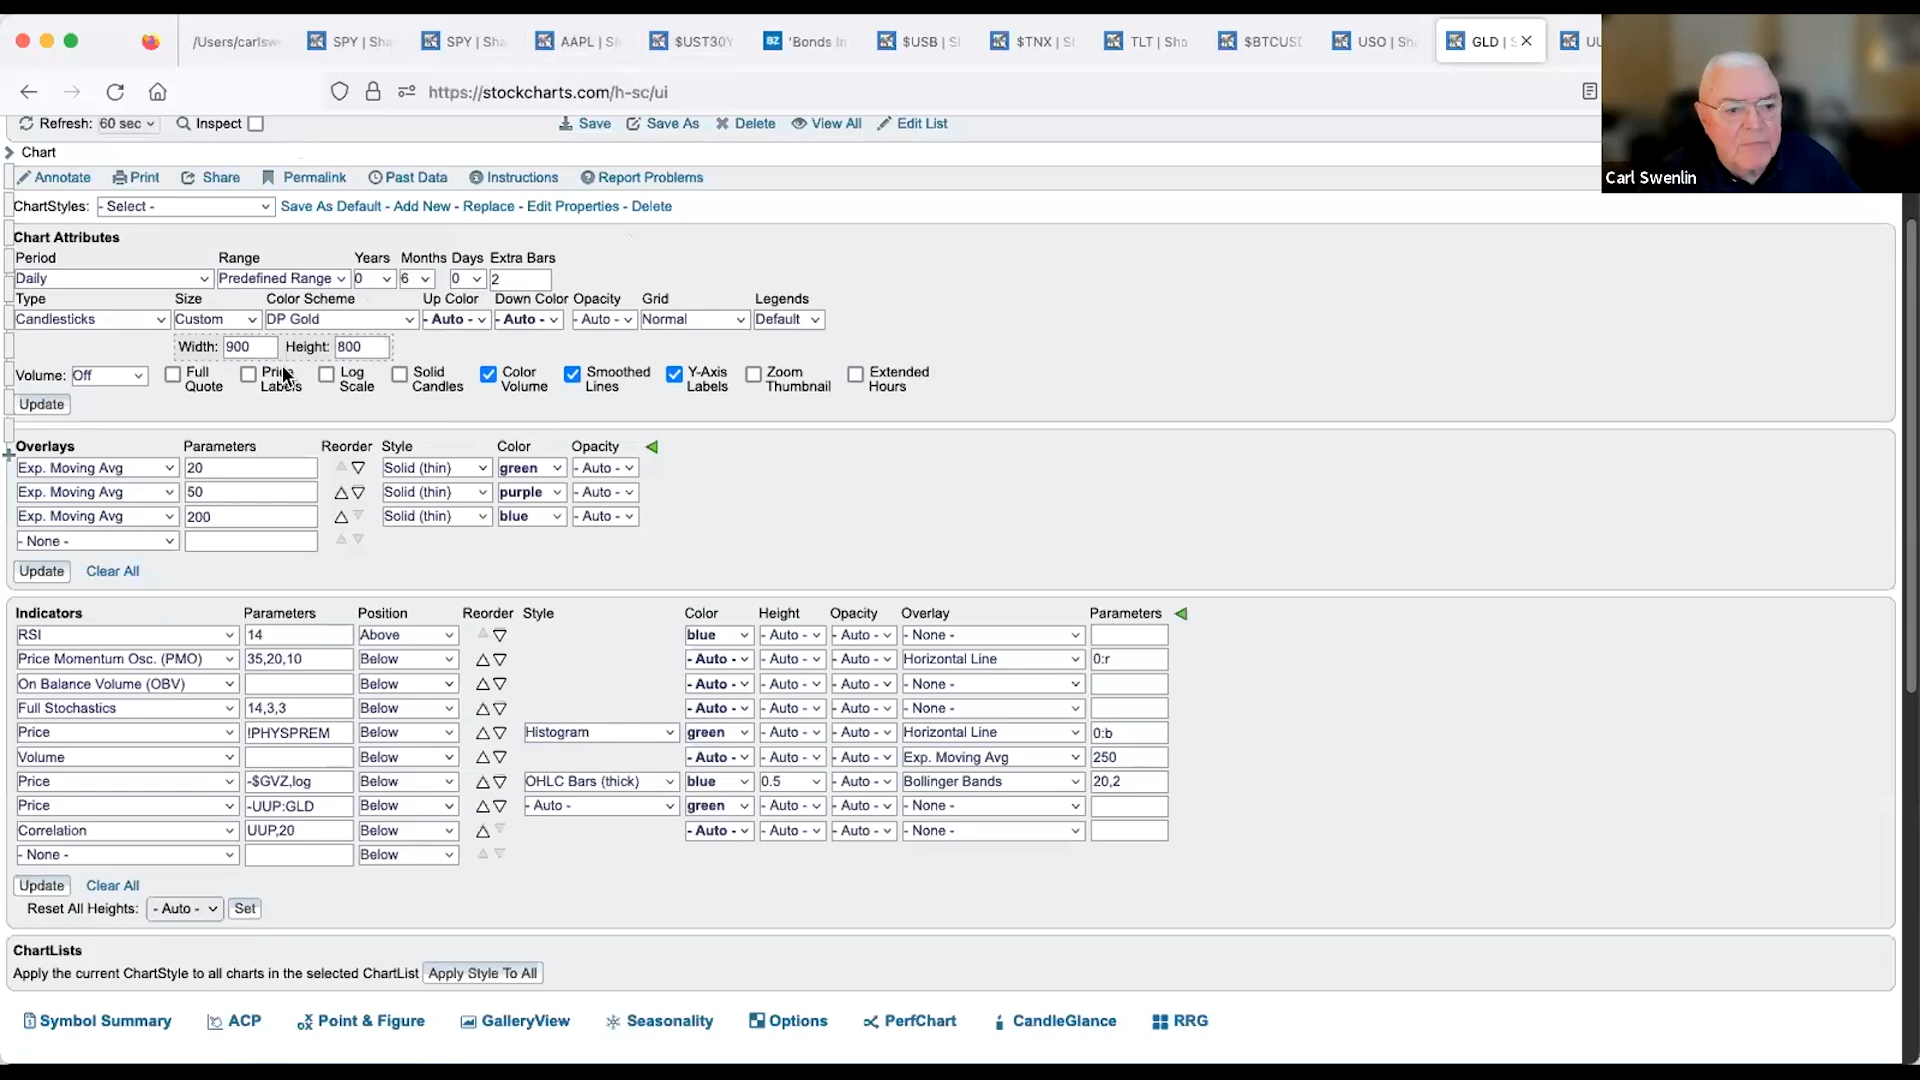 /Users/carlsw SPY | Sha SPY | Sha AAPL | S $UST30Y 'Bonds In $USB | S $TNX | S TLT | Sha $BTCUSD USO | Sha GLD | S UU
https://stockcharts.com/h-sc/ui
Refresh: 60 sec Inspect Save Save As Delete View All Edit List
Chart
Annotate Print Share Permalink Past Data Instructions Report Problems
ChartStyles: - Select - Save As Default - Add New - Replace - Edit Properties - Delete
Carl Swenlin
Chart Attributes
Period Range Years Months Days Extra Bars
Daily Predefined Range 0 6 0 2
Type Size Color Scheme Up Color Down Color Opacity Grid Legends
Candlesticks Custom DP Gold - Auto - - Auto - - Auto - Normal Default
Width: 900 Height: 800
Volume: Off Full Quote Price Labels Log Scale Solid Candles Color Volume Smoothed Lines Y-Axis Labels Zoom Thumbnail Extended Hours
Update
Overlays Parameters Reorder Style Color Opacity
Exp. Moving Avg 20 Solid (thin) green - Auto -
Exp. Moving Avg 50 Solid (thin) purple - Auto -
Exp. Moving Avg 200 Solid (thin) blue - Auto -
- None -
Update Clear All
Indicators Parameters Position Reorder Style Color Height Opacity Overlay Parameters
RSI 14 Above blue - Auto - - Auto - - None -
Price Momentum Osc. (PMO) 35,20,10 Below - Auto - - Auto - - Auto - Horizontal Line 0:r
On Balance Volume (OBV) Below - Auto - - Auto - - Auto - - None -
Full Stochastics 14,3,3 Below - Auto - - Auto - - Auto - - None -
Price !PHYSPREM Below Histogram green - Auto - - Auto - Horizontal Line 0:b
Volume Below - Auto - - Auto - - Auto - Exp. Moving Avg 250
Price -$GVZ,log Below OHLC Bars (thick) blue 0.5 - Auto - Bollinger Bands 20,2
Price -UUP:GLD Below - Auto - green - Auto - - Auto - - None -
Correlation UUP,20 Below - Auto - - Auto - - Auto - - None -
- None - Below
Update Clear All
Reset All Heights: - Auto - Set
ChartLists
Apply the current ChartStyle to all charts in the selected ChartList Apply Style To All
Symbol Summary ACP Point & Figure GalleryView Seasonality Options PerfChart CandleGlance RRG